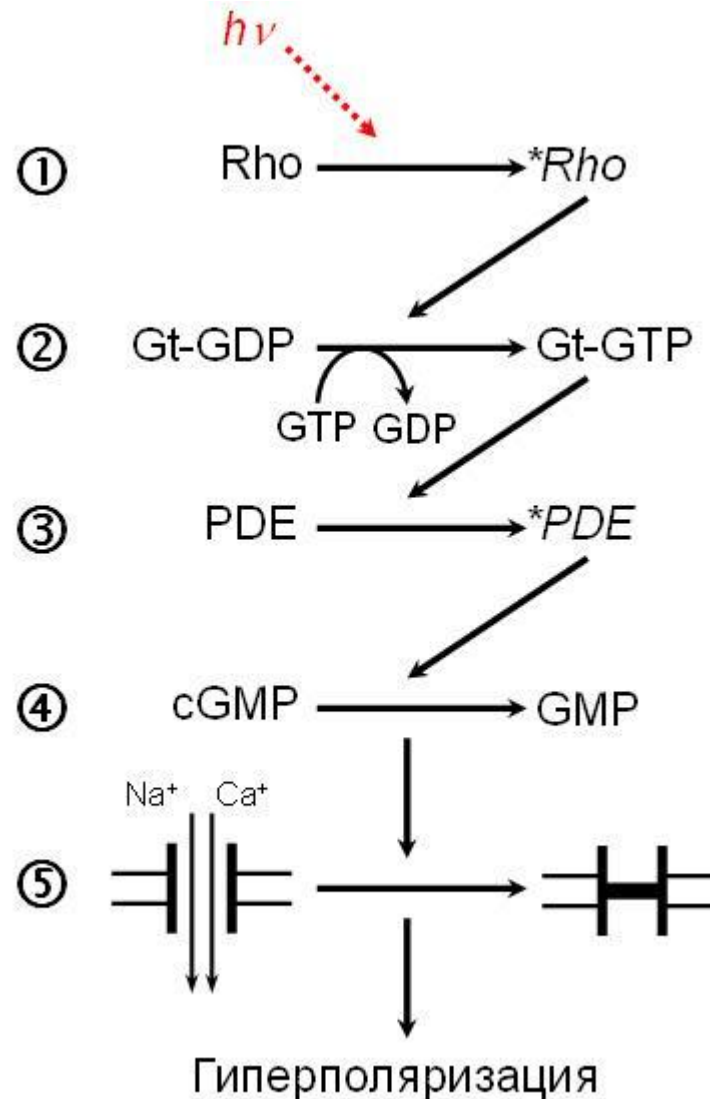 hν
① Rho *Rho
② Gt-GDP Gt-GTP
GTP GDP
③ PDE *PDE
④ cGMP GMP
Na⁺ Ca⁺
⑤
Гиперполяризация